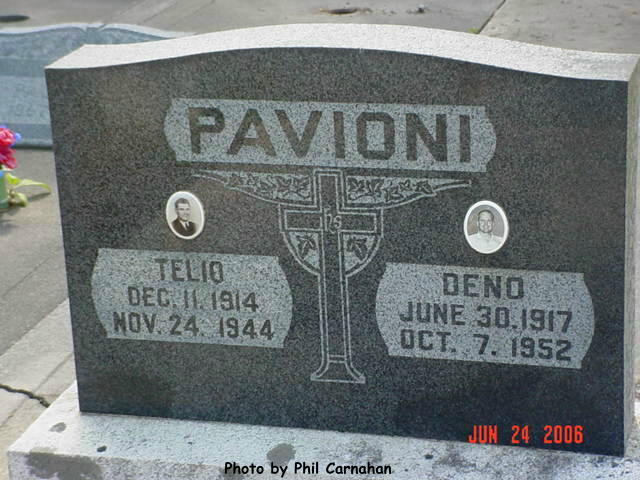 PAVIONI
ihs
TELIO
DEC. 11. 1914
NOV. 24. 1944
DENO
JUNE 30. 1917
OCT. 7. 1952
JUN 24 2006
Photo by Phil Carnahan